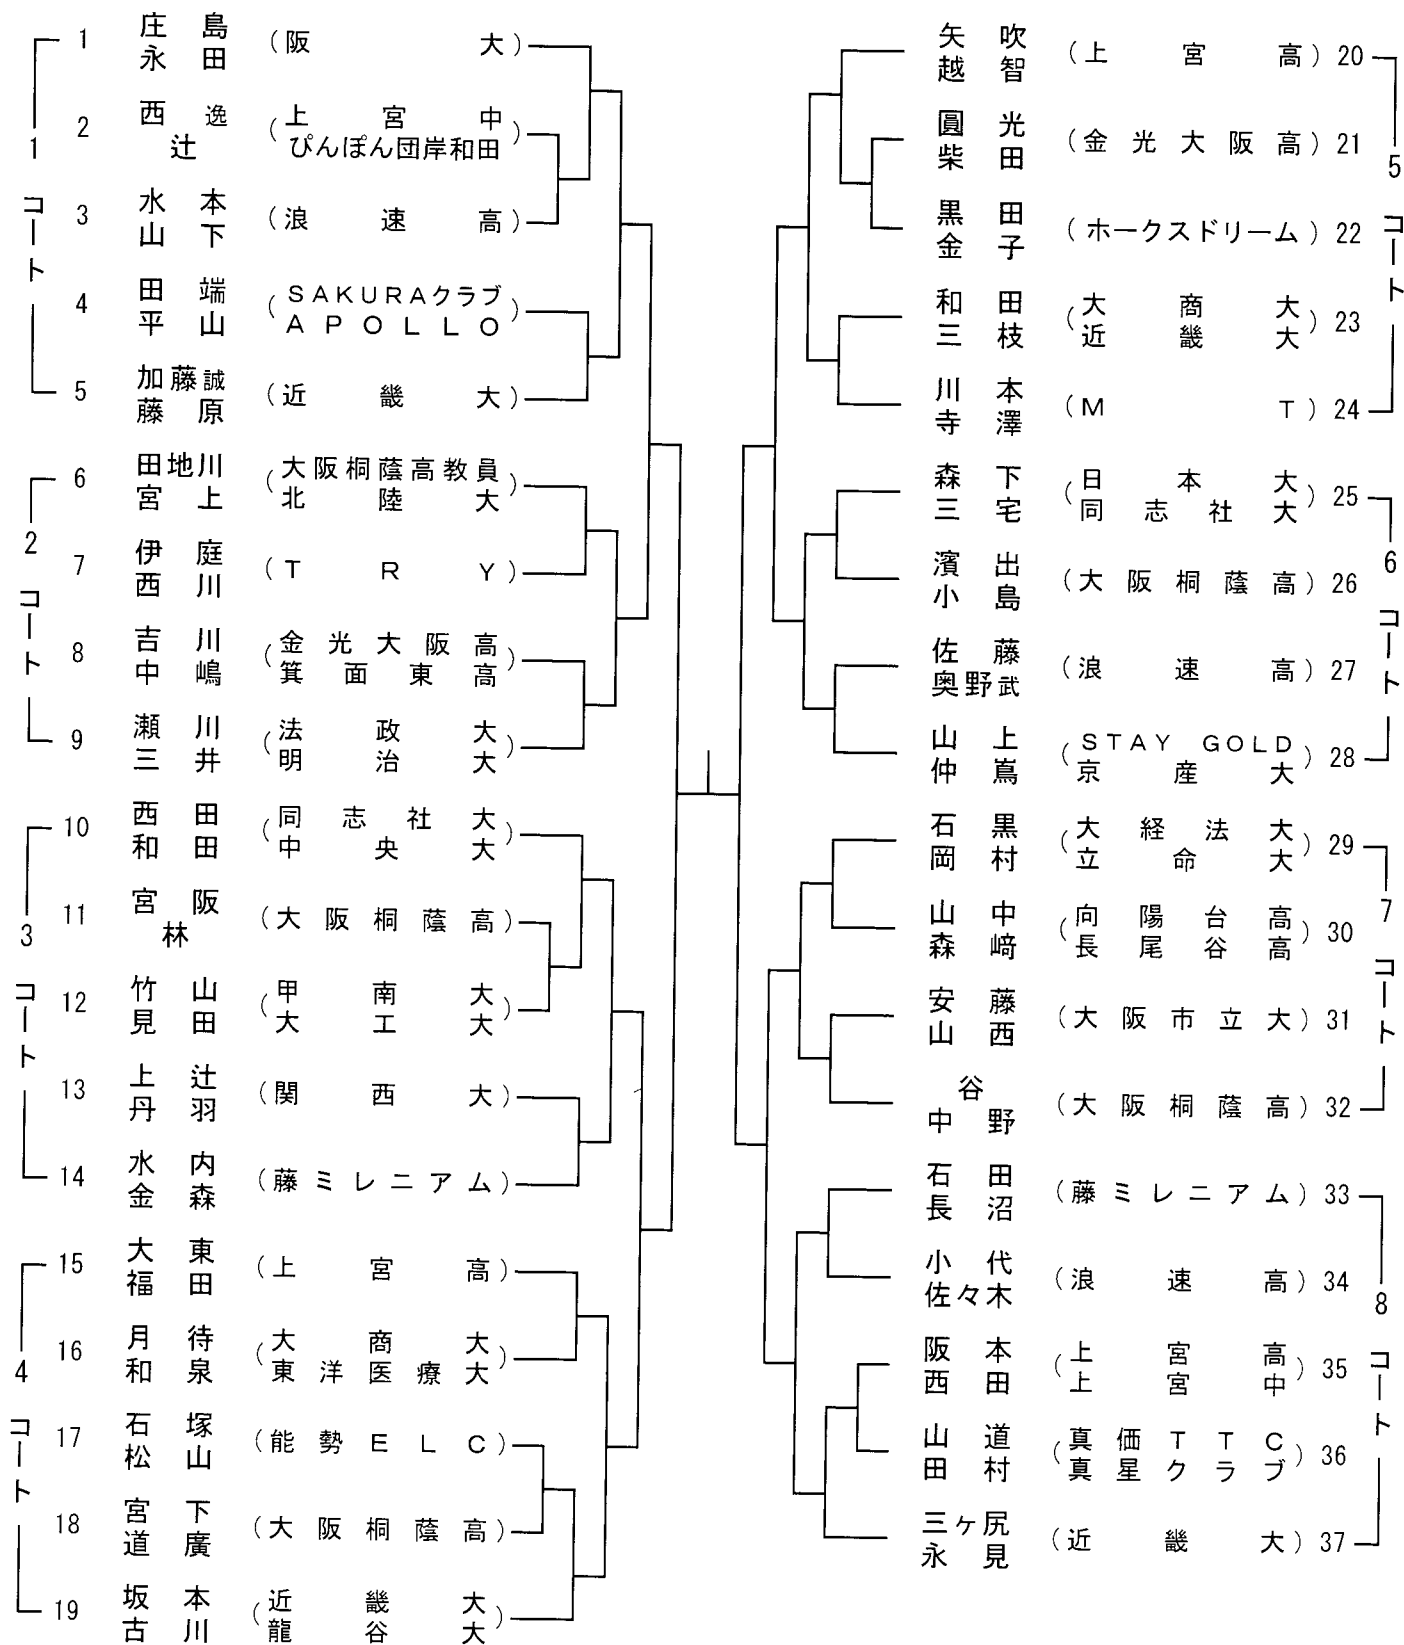 1 庄島 永田 (阪大)
2 西逸 辻 (上宮中 ぴんぽん団岸和田)
3 水本 山下 (浪速高)
4 田端 平山 (SAKURAクラブ APOLLO)
5 加藤誠 藤原 (近畿大)
1コート
6 田地川 宮上 (大阪桐蔭高教員 北陸大)
7 伊庭 西川 (TRY)
8 吉川 中嶋 (金光大阪高 箕面東高)
9 瀬川 三井 (法政大 明治大)
2コート
10 西田 和田 (同志社大 中央大)
11 宮阪 林 (大阪桐蔭高)
12 竹山 見田 (甲南大 大工大)
13 上辻 丹羽 (関西大)
14 水内 金森 (藤ミレニアム)
3コート
15 大東 福田 (上宮高)
16 月待 和泉 (大商大 東洋医療大)
17 石塚 松山 (能勢ELC)
18 宮下 道廣 (大阪桐蔭高)
19 坂本 古川 (近畿大 龍谷大)
4コート
矢吹 越智 (上宮高) 20
圓光 柴田 (金光大阪高) 21
黒田 金子 (ホークスドリーム) 22
和田 三枝 (大商大 近畿大) 23
川本 寺澤 (MT) 24
5コート
森下 三宅 (日本大 同志社大) 25
濱出 小島 (大阪桐蔭高) 26
佐藤 奥野武 (浪速高) 27
山上 仲嶌 (STAY GOLD 京産大) 28
6コート
石黒 岡村 (大経法大 立命大) 29
山中 森﨑 (向陽台高 長尾谷高) 30
安藤 山西 (大阪市立大) 31
谷 中野 (大阪桐蔭高) 32
7コート
石田 長沼 (藤ミレニアム) 33
小代 佐々木 (浪速高) 34
阪本 西田 (上宮高 上宮中) 35
山道 田村 (真価TTC 真星クラブ) 36
三ケ尻 永見 (近畿大) 37
8コート